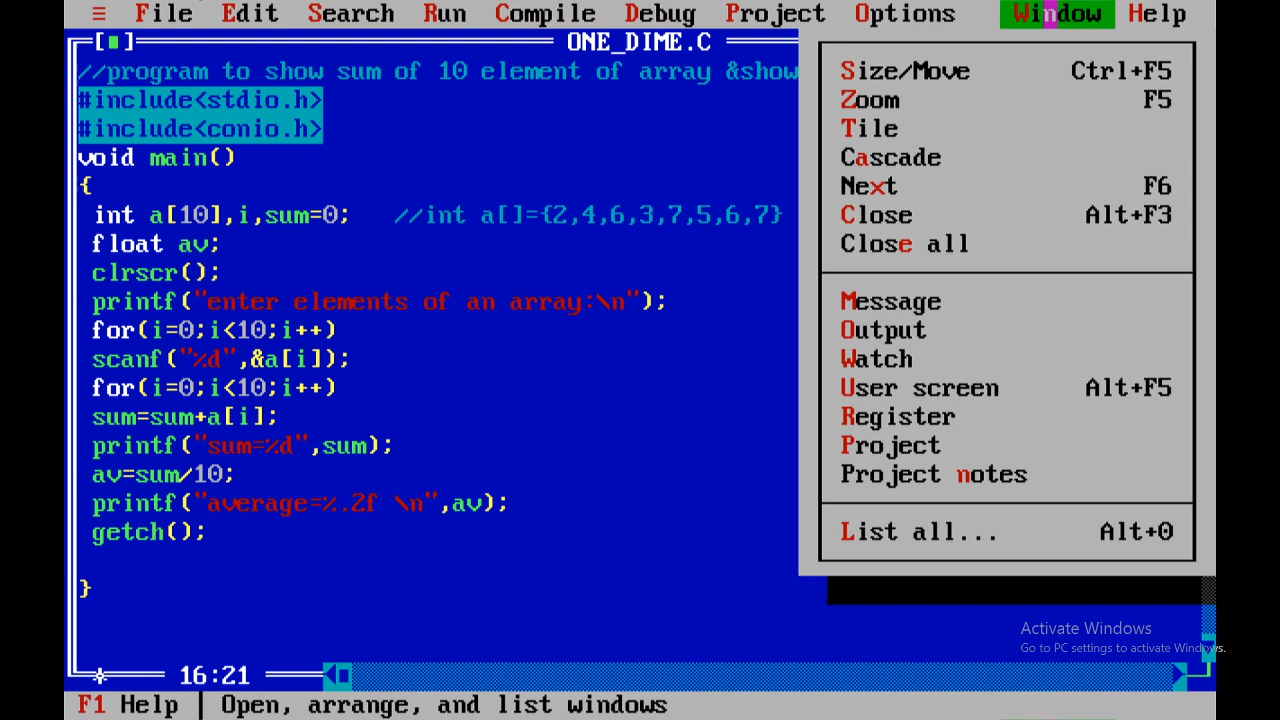 ≡ File Edit Search Run Compile Debug Project Options Window Help
[■] ONE_DIME.C
//program to show sum of 10 element of array &show
#include<stdio.h>
#include<conio.h>
void main()
{
int a[10],i,sum=0; //int a[]={2,4,6,3,7,5,6,7}
float av;
clrscr();
printf("enter elements of an array:\n");
for(i=0;i<10;i++)
scanf("%d",&a[i]);
for(i=0;i<10;i++)
sum=sum+a[i];
printf("sum=%d",sum);
av=sum/10;
printf("average=%.2f \n",av);
getch();
}
Size/Move Ctrl+F5
Zoom F5
Tile
Cascade
Next F6
Close Alt+F3
Close all
Message
Output
Watch
User screen Alt+F5
Register
Project
Project notes
List all... Alt+0
Activate Windows
Go to PC settings to activate Windows.
16:21
F1 Help │ Open, arrange, and list windows